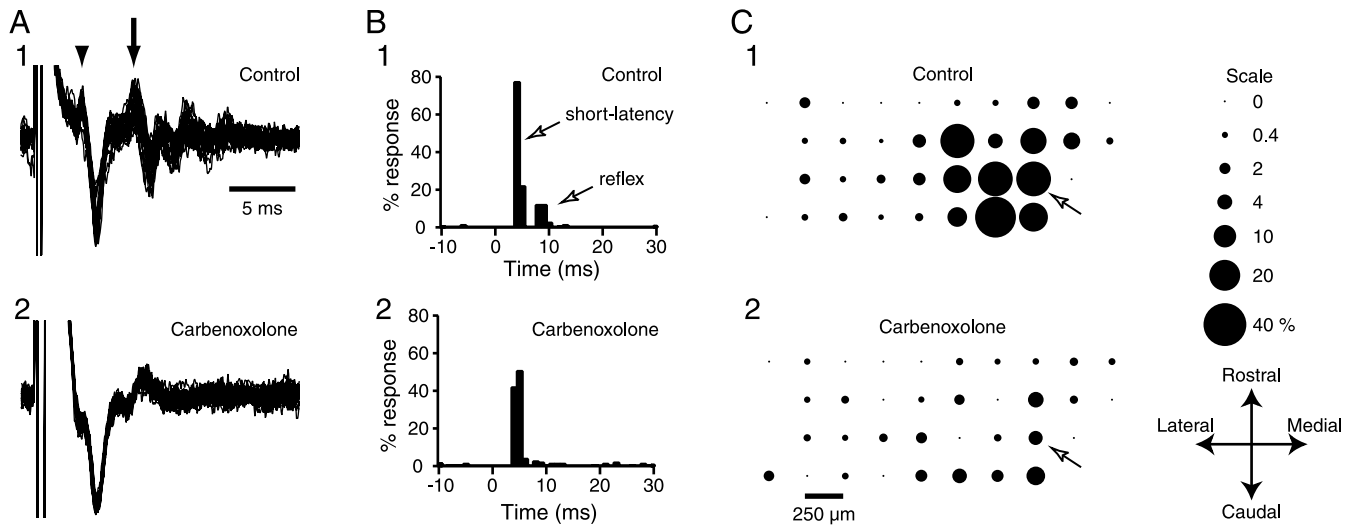 A
1
Control
5 ms
2
Carbenoxolone
B
1
Control
80
60
40
20
0
% response
short-latency
reflex
-10
0
10
20
30
Time (ms)
2
Carbenoxolone
80
60
40
20
0
% response
-10
0
10
20
30
Time (ms)
C
1
Control
2
Carbenoxolone
250 µm
Scale
0
0.4
2
4
10
20
40 %
Rostral
Lateral
Medial
Caudal